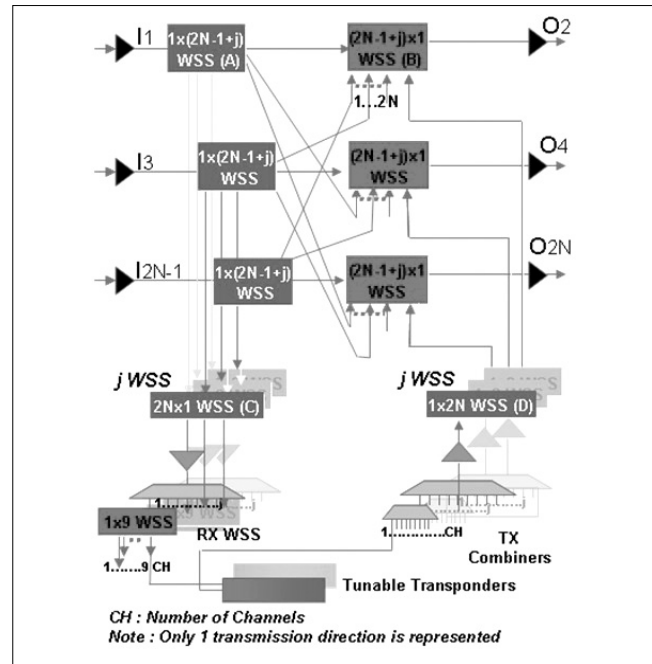 I1
1x(2N-1+j)
WSS (A)
(2N-1+j)x1
WSS (B)
O2
1...2N
I3
1x(2N-1+j)
WSS
(2N-1+j)x1
WSS
O4
I2N-1
1x(2N-1+j)
WSS
(2N-1+j)x1
WSS
O2N
j WSS
2Nx1 WSS (C)
j WSS
1x2N WSS (D)
1..............j
1x9 WSS
RX WSS
1.......9 CH
1..............CH
TX
Combiners
Tunable Transponders
CH : Number of Channels
Note : Only 1 transmission direction is represented